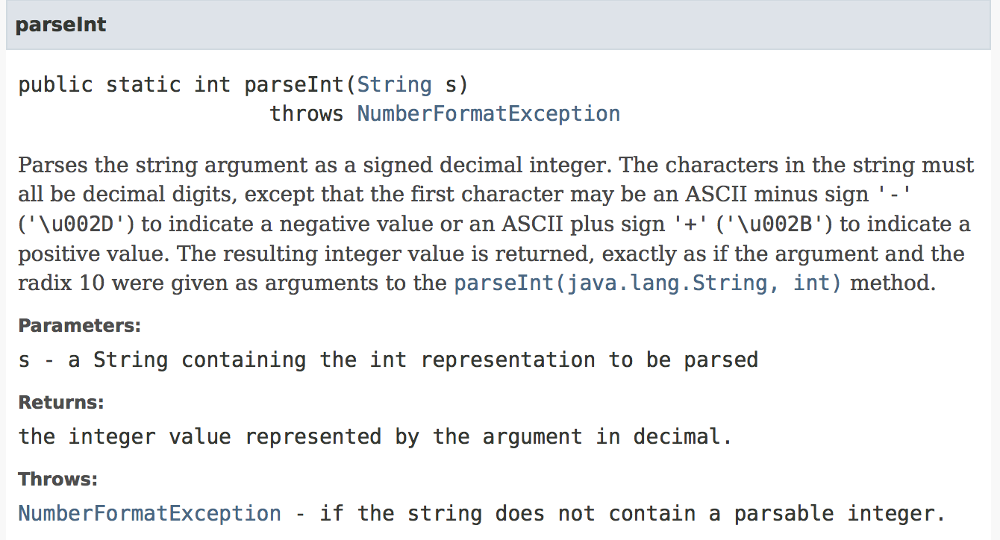 parseInt
public static int parseInt(String s)
throws NumberFormatException
Parses the string argument as a signed decimal integer. The characters in the string must
all be decimal digits, except that the first character may be an ASCII minus sign '-'
('\u002D') to indicate a negative value or an ASCII plus sign '+' ('\u002B') to indicate a
positive value. The resulting integer value is returned, exactly as if the argument and the
radix 10 were given as arguments to the parseInt(java.lang.String, int) method.
Parameters:
s - a String containing the int representation to be parsed
Returns:
the integer value represented by the argument in decimal.
Throws:
NumberFormatException - if the string does not contain a parsable integer.